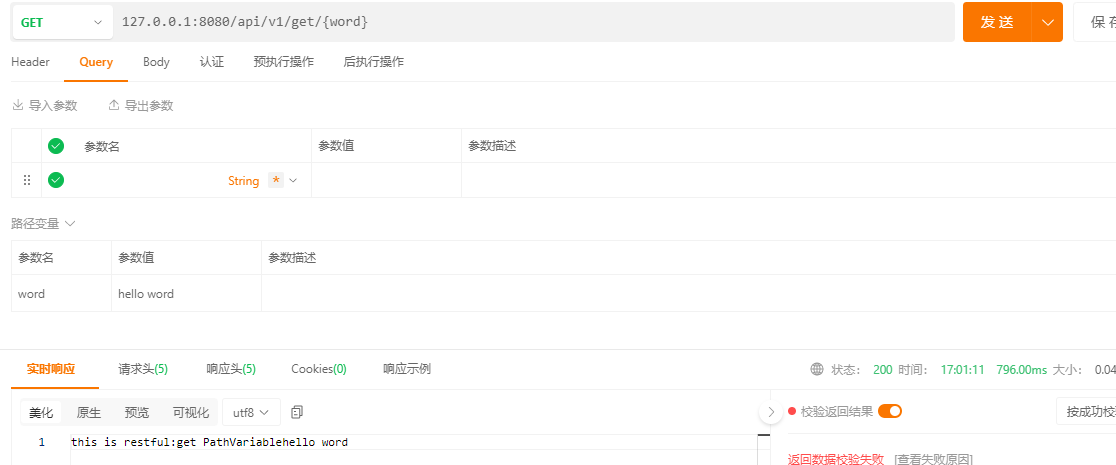 GET 127.0.0.1:8080/api/v1/get/{word} 发送 保存
Header Query Body 认证 预执行操作 后执行操作
导入参数 导出参数
参数名 参数值 参数描述
String *
路径变量
参数名 参数值 参数描述
word hello word
实时响应 请求头(5) 响应头(5) Cookies(0) 响应示例 状态： 200 时间： 17:01:11 796.00ms 大小： 0.04
美化 原生 预览 可视化 utf8 校验返回结果 按成功校
1 this is restful:get PathVariablehello word
返回数据校验失败 [查看失败原因]